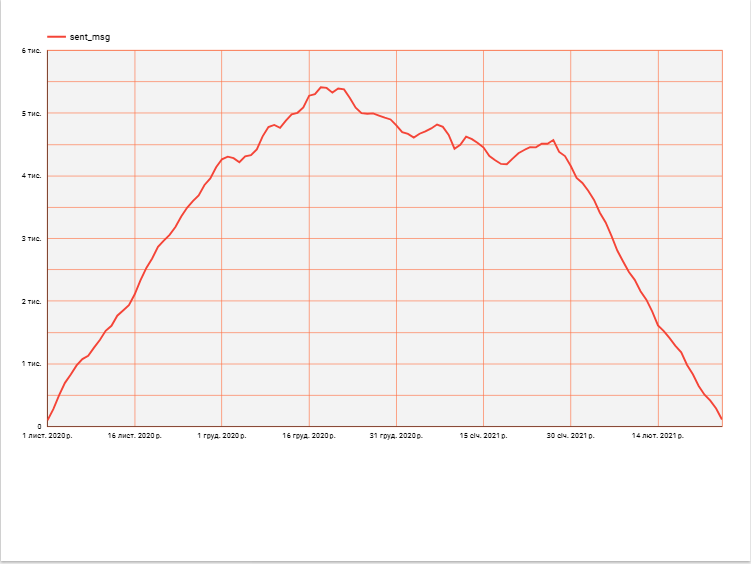 sent_msg
6 тис.
5 тис.
4 тис.
3 тис.
2 тис.
1 тис.
0
1 лист. 2020 р.
16 лист. 2020 р.
1 груд. 2020 р.
16 груд. 2020 р.
31 груд. 2020 р.
15 січ. 2021 р.
30 січ. 2021 р.
14 лют. 2021 р.